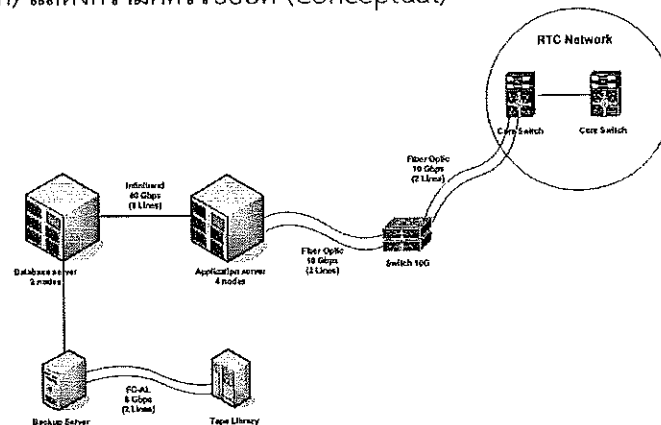 (Conceptual)
RTC Network
Core Switch
Core Switch
Fiber Optic
10 Gbps
(2 Lines)
Infiniband
Gbps
Lines)
Fiber Optic
10 Gbps
(2 Lines)
Switch 10G
Database server
2 nodes
Application server
4 nodes
FC-AL
8 Gbps
(2 Lines)
Backup Server
Tape Library